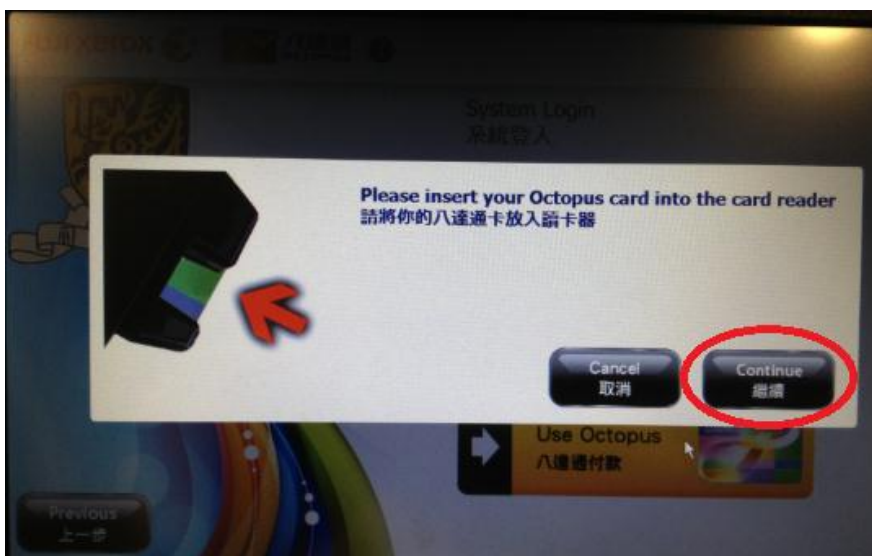 FUJI XEROX
System Login
系統登入
Please insert your Octopus card into the card reader
請將你的八達通卡放入讀卡器
Cancel
取消
Continue
繼續
Use Octopus
八達通付款
Previous
上一步